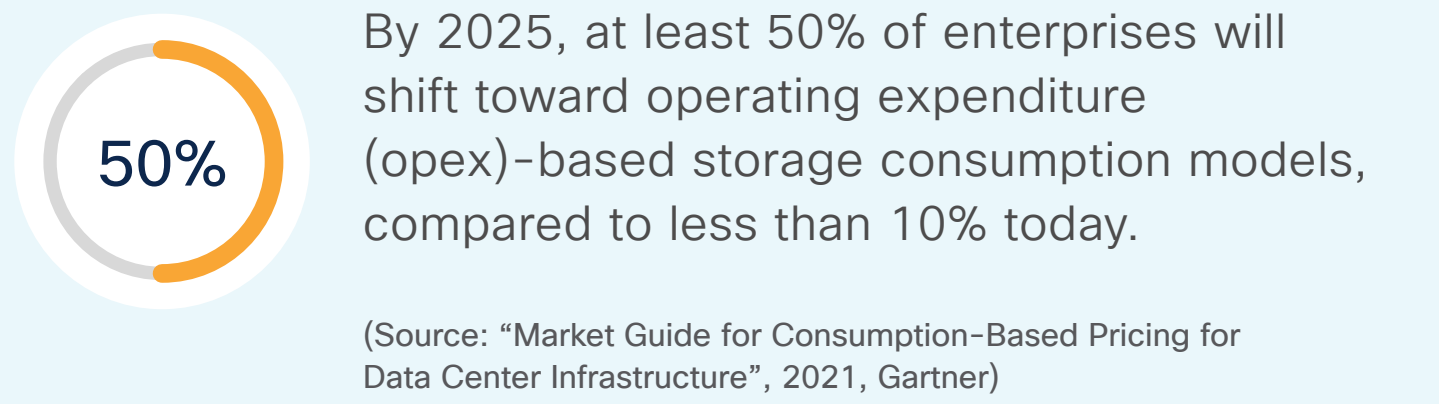 50%
By 2025, at least 50% of enterprises will
shift toward operating expenditure
(opex)-based storage consumption models,
compared to less than 10% today.
(Source: “Market Guide for Consumption-Based Pricing for
Data Center Infrastructure”, 2021, Gartner)